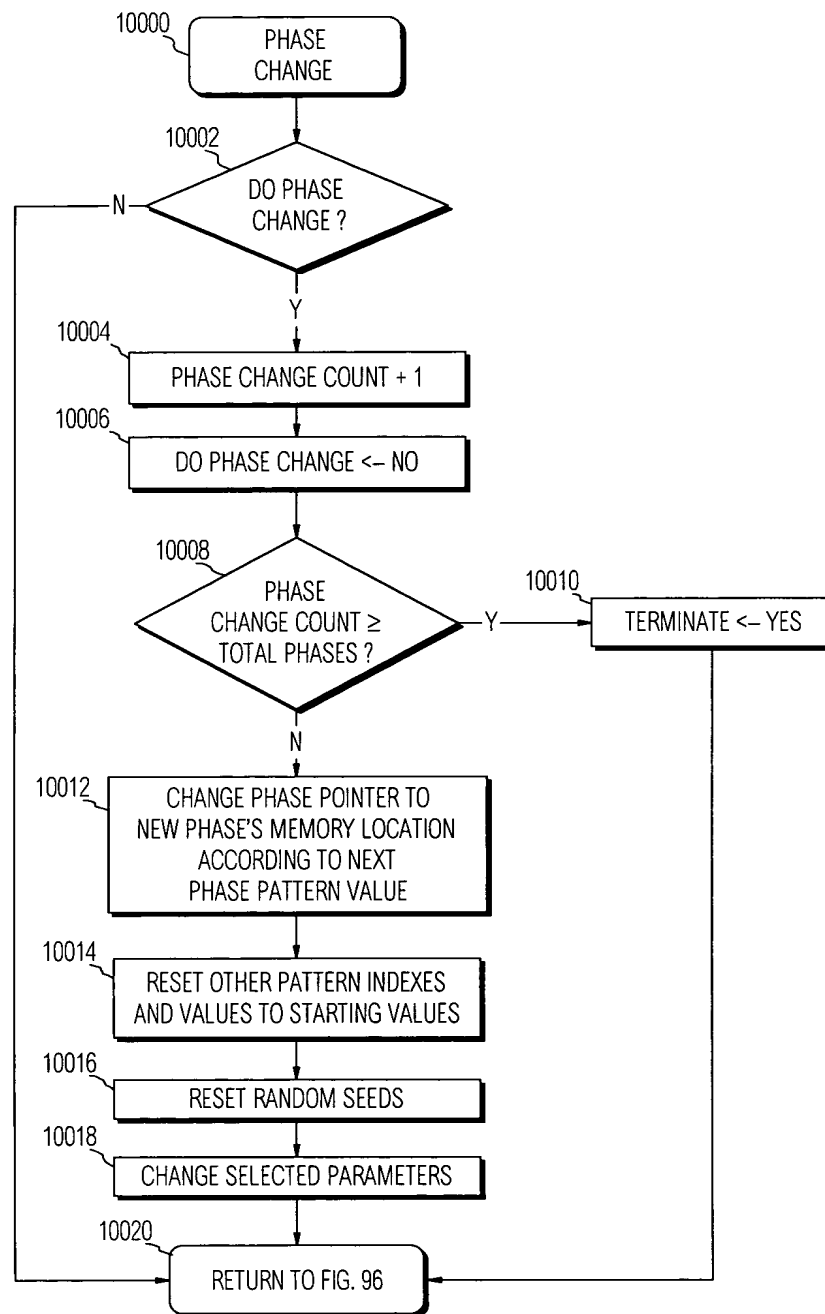 10000
PHASE
CHANGE
10002
DO PHASE
CHANGE ?
N
Y
10004
PHASE CHANGE COUNT + 1
10006
DO PHASE CHANGE <– NO
10008
PHASE
CHANGE COUNT ≥
TOTAL PHASES ?
Y
10010
TERMINATE <– YES
N
10012
CHANGE PHASE POINTER TO
NEW PHASE'S MEMORY LOCATION
ACCORDING TO NEXT
PHASE PATTERN VALUE
10014
RESET OTHER PATTERN INDEXES
AND VALUES TO STARTING VALUES
10016
RESET RANDOM SEEDS
10018
CHANGE SELECTED PARAMETERS
10020
RETURN TO FIG. 96